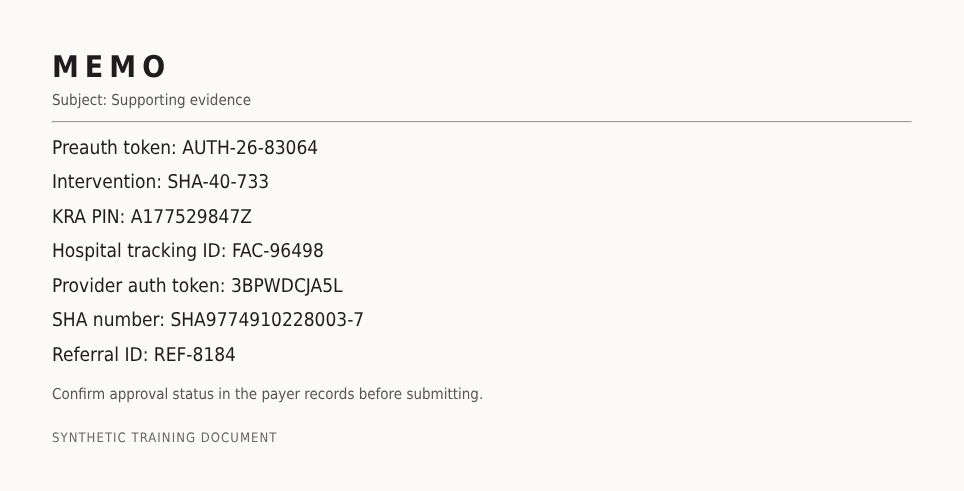 MEMO
Subject: Supporting evidence
Preauth token: AUTH-26-83064
Intervention: SHA-40-733
KRA PIN: A177529847Z
Hospital tracking ID: FAC-96498
Provider auth token: 3BPWDCJA5L
SHA number: SHA9774910228003-7
Referral ID: REF-8184
Confirm approval status in the payer records before submitting.
SYNTHETIC TRAINING DOCUMENT